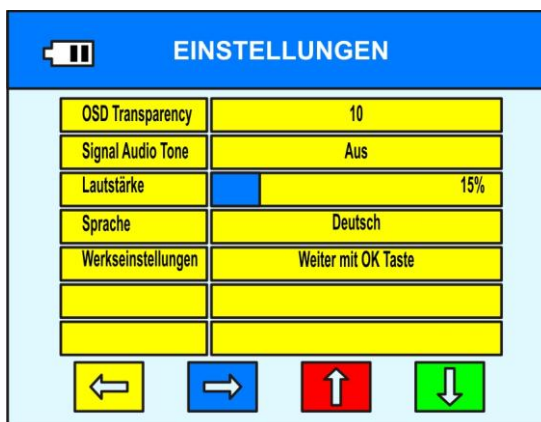 EINSTELLUNGEN
OSD Transparency 10
Signal Audio Tone Aus
Lautstärke 15%
Sprache Deutsch
Werkseinstellungen Weiter mit OK Taste